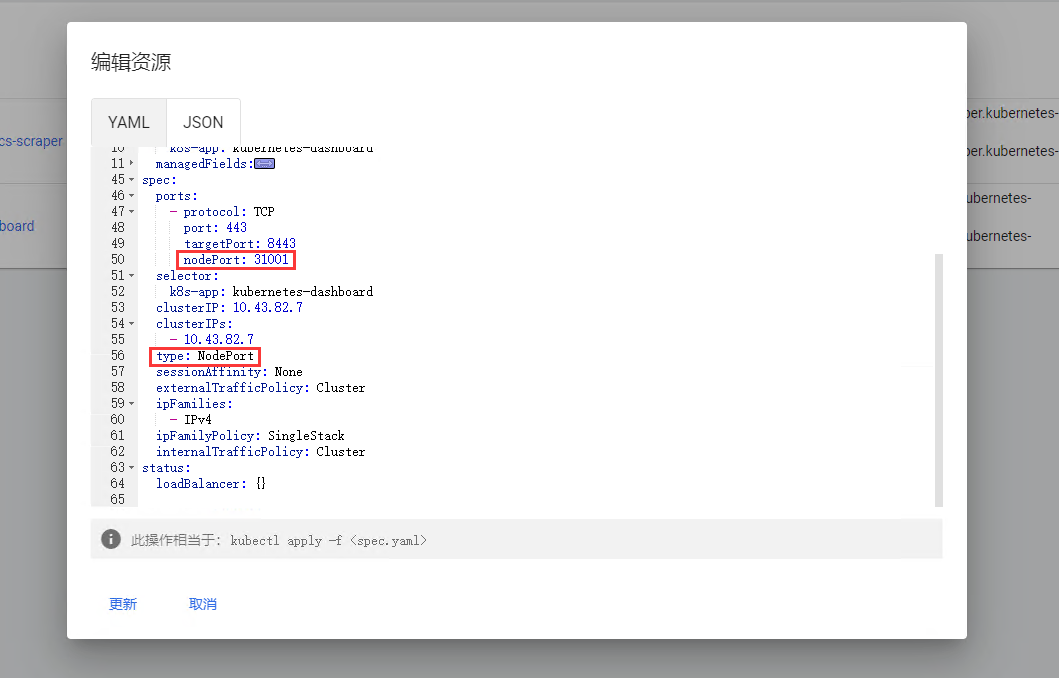 编辑资源
YAML JSON
10 k8s-app: kubernetes-dashboard
11 managedFields:
45 spec:
46 ports:
47 - protocol: TCP
48 port: 443
49 targetPort: 8443
50 nodePort: 31001
51 selector:
52 k8s-app: kubernetes-dashboard
53 clusterIP: 10.43.82.7
54 clusterIPs:
55 - 10.43.82.7
56 type: NodePort
57 sessionAffinity: None
58 externalTrafficPolicy: Cluster
59 ipFamilies:
60 - IPv4
61 ipFamilyPolicy: SingleStack
62 internalTrafficPolicy: Cluster
63 status:
64 loadBalancer: {}
65
此操作相当于: kubectl apply -f <spec.yaml>
更新 取消
cs-scraper
board
per.kubernetes-
per.kubernetes-
ubernetes-
ubernetes-